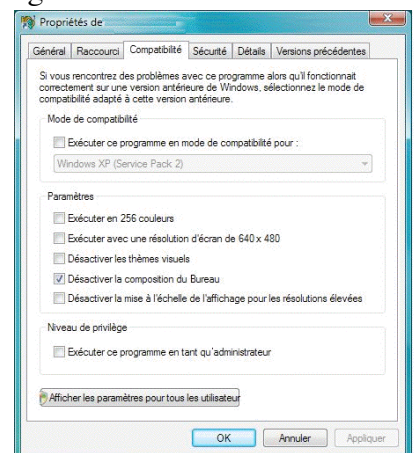 Propriétés de
Général Raccourci Compatibilité Sécurité Détails Versions précédentes
Si vous rencontrez des problèmes avec ce programme alors qu'il fonctionnait
correctement sur une version antérieure de Windows, sélectionnez le mode de
compatibilité adapté à cette version antérieure.
Mode de compatibilité
Exécuter ce programme en mode de compatibilité pour :
Windows XP (Service Pack 2)
Paramètres
Exécuter en 256 couleurs
Exécuter avec une résolution d'écran de 640 x 480
Désactiver les thèmes visuels
Désactiver la composition du Bureau
Désactiver la mise à l'échelle de l'affichage pour les résolutions élevées
Niveau de privilège
Exécuter ce programme en tant qu'administrateur
Afficher les paramètres pour tous les utilisateur
OK Annuler Appliquer